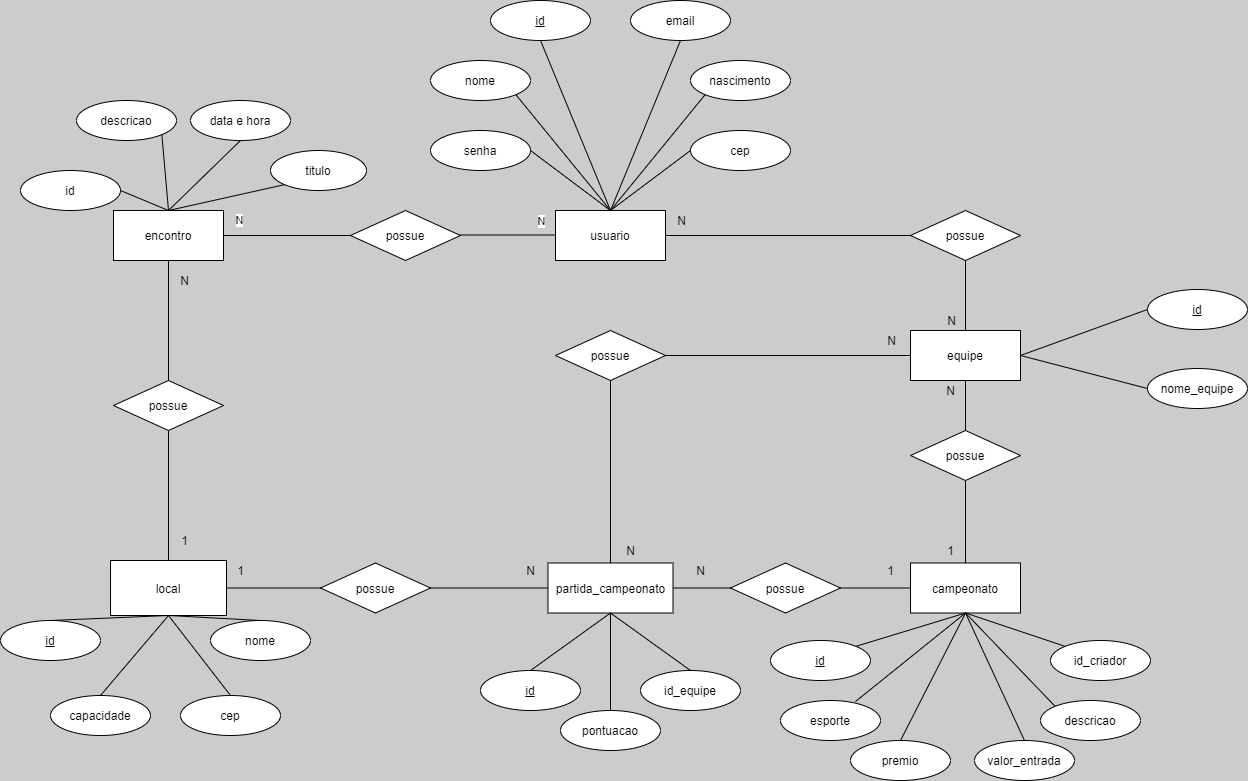 id
email
nome
nascimento
descricao
data e hora
senha
cep
titulo
id
N
N
N
encontro
possue
usuario
possue
N
id
N
N
possue
equipe
nome_equipe
N
possue
possue
1
N
1
1
N
N
1
local
possue
partida_campeonato
possue
campeonato
id
nome
id
id_criador
id
id_equipe
capacidade
cep
esporte
descricao
pontuacao
premio
valor_entrada